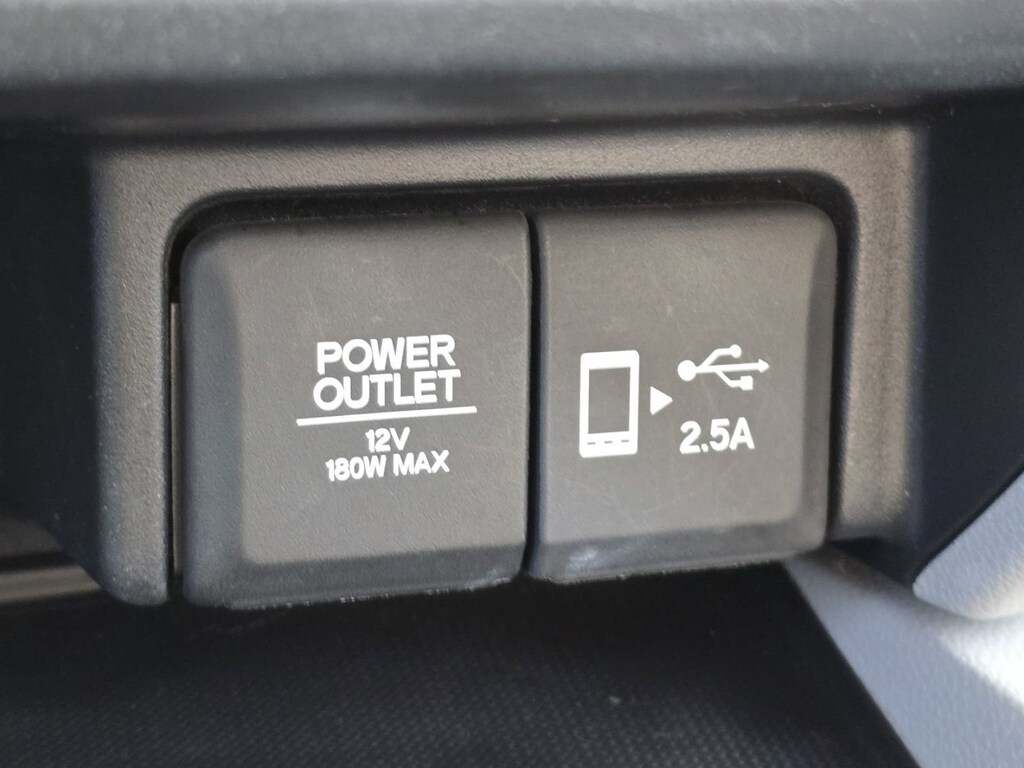 POWER
OUTLET
12V
180W MAX
2.5A